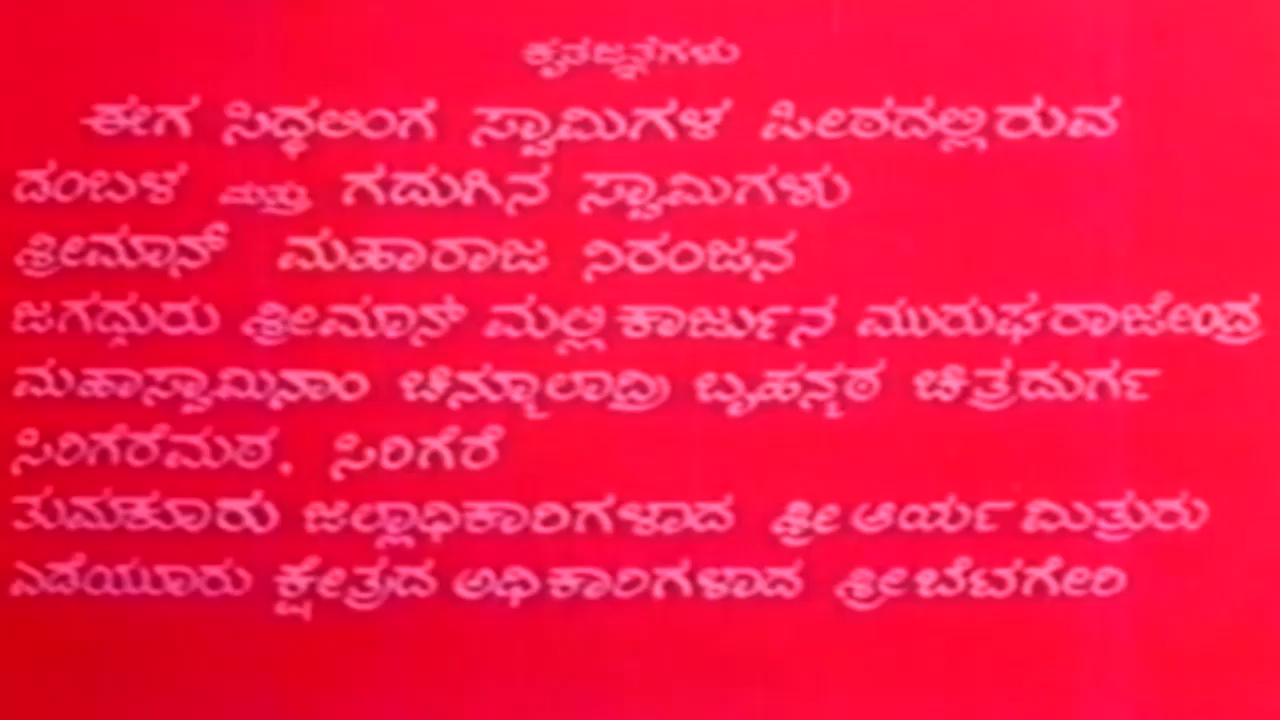 ಕೃತಜ್ಞತೆಗಳು
ಈಗ ಸಿದ್ಧಲಿಂಗ ಸ್ವಾಮಿಗಳ ಪೀಠದಲ್ಲಿರುವ
ಡಂಬಳ ಮತ್ತು ಗದುಗಿನ ಸ್ವಾಮಿಗಳು
ಶ್ರೀಮಾನ್ ಮಹಾರಾಜ ನಿರಂಜನ
ಜಗದ್ಗುರು ಶ್ರೀಮಾನ್ ಮಲ್ಲಿಕಾರ್ಜುನ ಮುರುಘರಾಜೇಂದ್ರ
ಮಹಾಸ್ವಾಮಿನಾಂ ಚಿನ್ಮೂಲಾದ್ರಿ ಬೃಹನ್ಮಠ ಚಿತ್ರದುರ್ಗ
ಸಿರಿಗೆರೆಮಠ, ಸಿರಿಗೆರೆ
ತುಮಕೂರು ಜಿಲ್ಲಾಧಿಕಾರಿಗಳಾದ ಶ್ರೀ ಆರ್ಯಮಿತ್ರರು
ಎಡೆಯೂರು ಕ್ಷೇತ್ರದ ಅಧಿಕಾರಿಗಳಾದ ಶ್ರೀಬೆಟಗೇರಿ